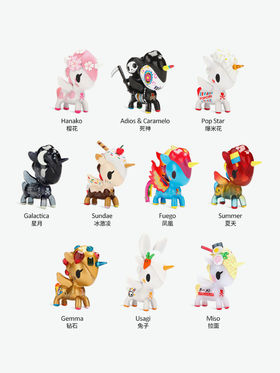 Hanako
樱花
Adios & Caramelo
死神
Pop Star
爆米花
Galactica
星月
Sundae
冰激凌
Fuego
凤凰
Summer
夏天
Gemma
钻石
Usagi
兔子
Miso
拉面